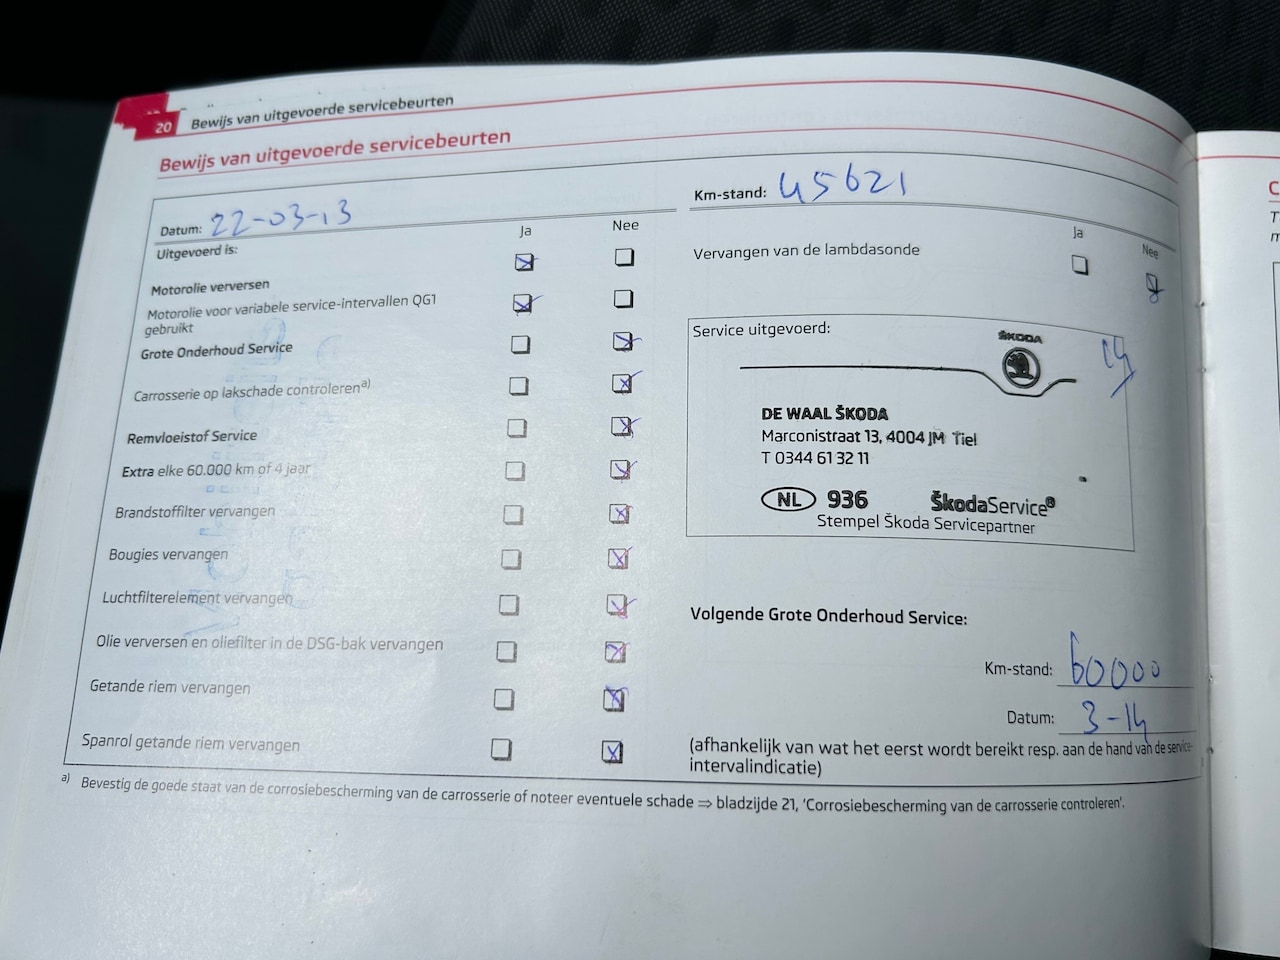 20 Bewijs van uitgevoerde servicebeurten
Bewijs van uitgevoerde servicebeurten
Datum: 22-03-13
Uitgevoerd is:
Ja
Nee
Motorolie verversen
Motorolie voor variabele service-intervallen QG1
gebruikt
Grote Onderhoud Service
Carrosserie op lakschade controleren a)
Remvloeistof Service
Extra elke 60.000 km of 4 jaar
Brandstoffilter vervangen
Bougies vervangen
Luchtfilterelement vervangen
Olie verversen en oliefilter in de DSG-bak vervangen
Getande riem vervangen
Spanrol getande riem vervangen
Km-stand: 45621
Ja
Nee
Vervangen van de lambdasonde
Service uitgevoerd:
ŠKODA
DE WAAL ŠKODA
Marconistraat 13, 4004 JM Tiel
T 0344 61 32 11
NL 936 ŠkodaService
Stempel Škoda Servicepartner
Volgende Grote Onderhoud Service:
Km-stand: 60000
Datum: 3-14
(afhankelijk van wat het eerst wordt bereikt resp. aan de hand van de service-
intervalindicatie)
a) Bevestig de goede staat van de corrosiebescherming van de carrosserie of noteer eventuele schade ⇒ bladzijde 21, 'Corrosiebescherming van de carrosserie controleren'.